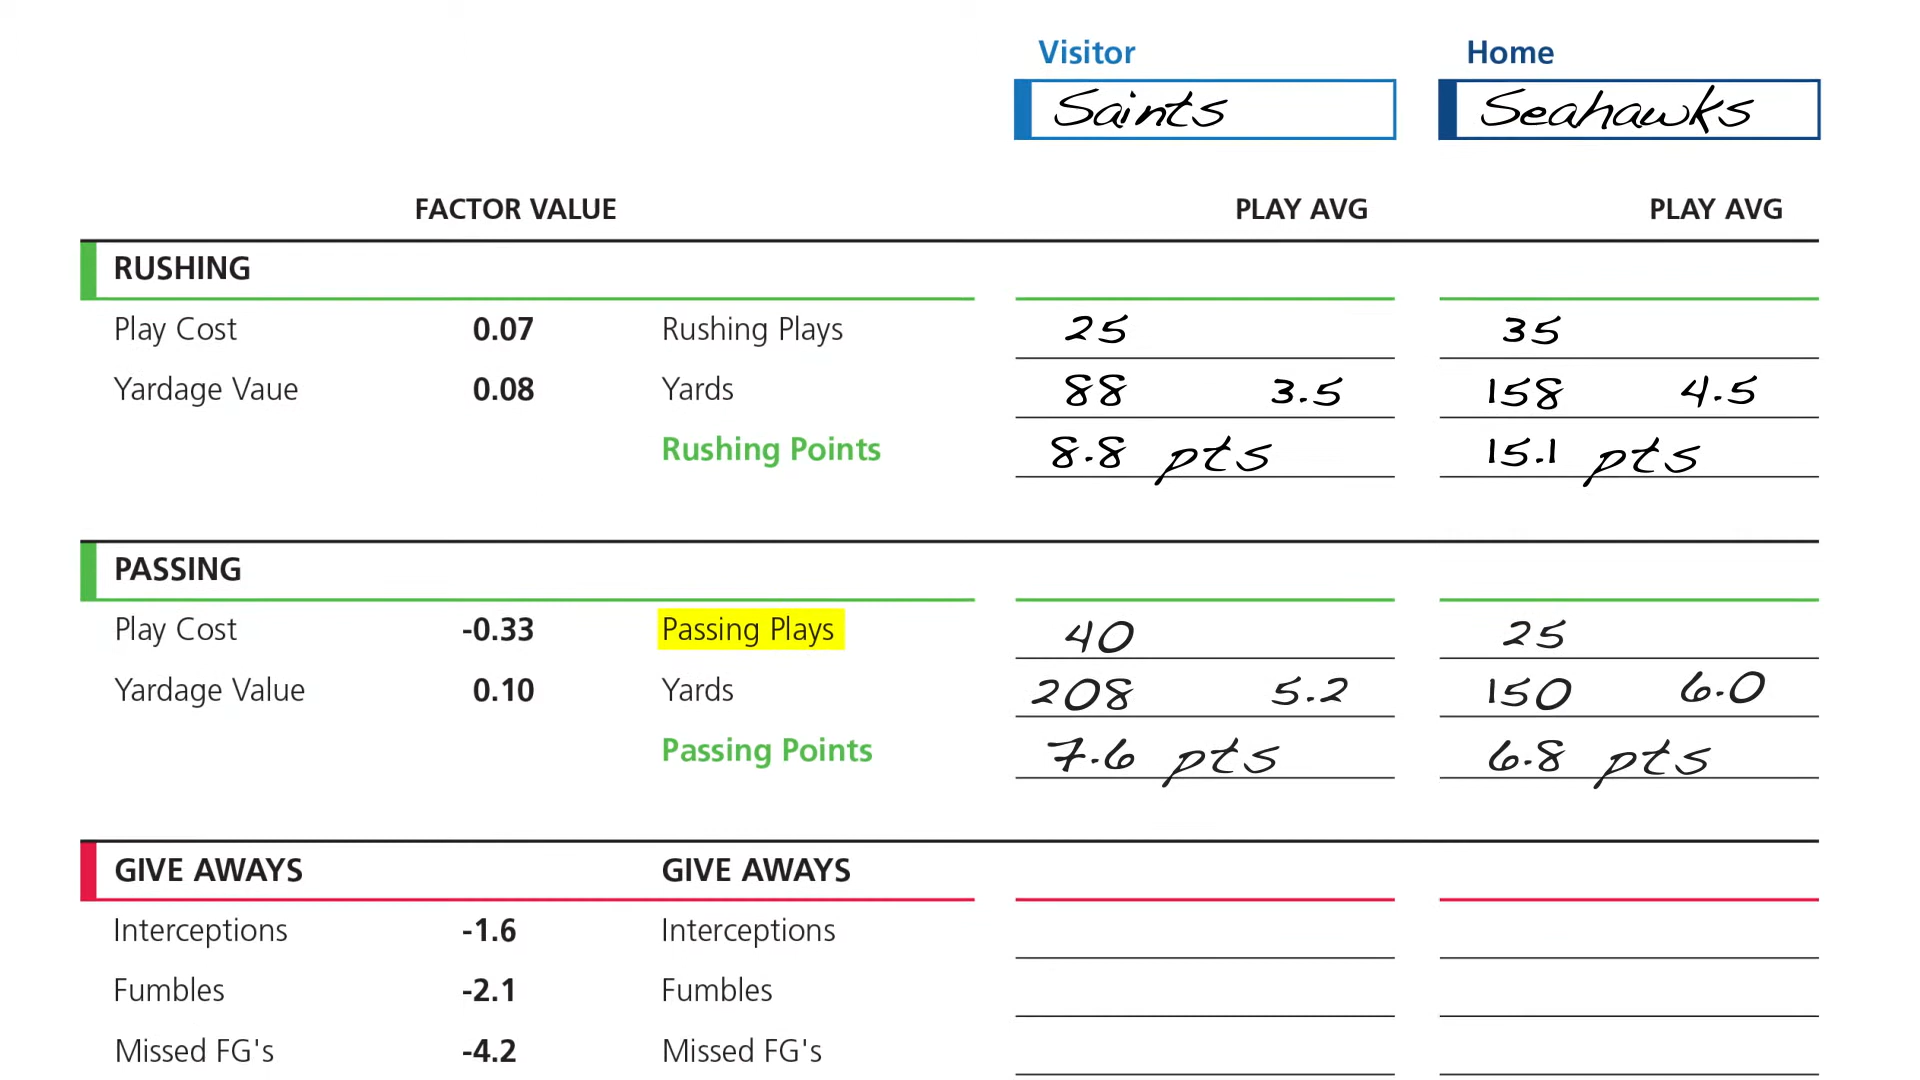 Visitor Home
Saints Seahawks
FACTOR VALUE PLAY AVG PLAY AVG
RUSHING
Play Cost 0.07 Rushing Plays 25 35
Yardage Vaue 0.08 Yards 88 3.5 158 4.5
Rushing Points 8.8 pts 15.1 pts
PASSING
Play Cost -0.33 Passing Plays 40 25
Yardage Value 0.10 Yards 208 5.2 150 6.0
Passing Points 7.6 pts 6.8 pts
GIVE AWAYS GIVE AWAYS
Interceptions -1.6 Interceptions
Fumbles -2.1 Fumbles
Missed FG's -4.2 Missed FG's